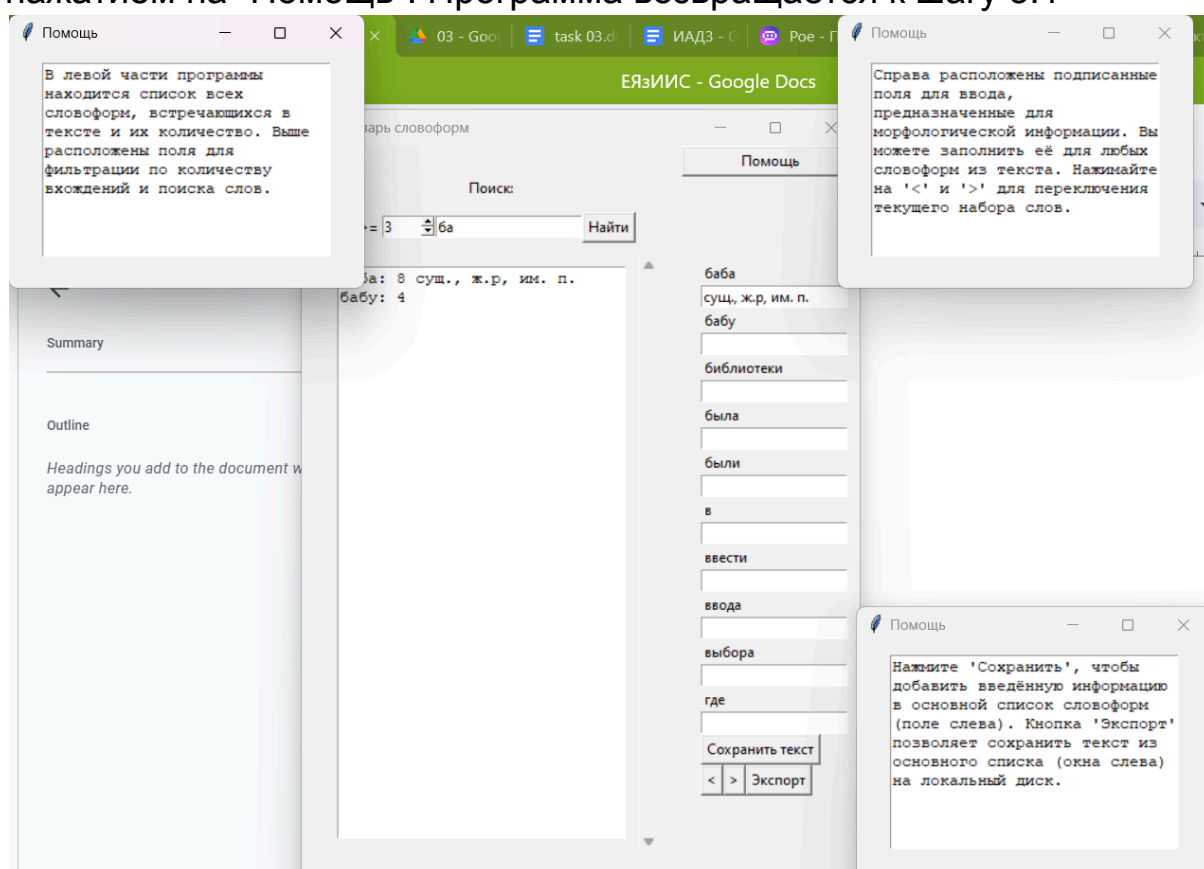 нажатием на "Помощь". Программа возвращается к шагу
Помощь
В левой части программы
находится список всех
словоформ, встречающихся в
тексте и их количество. Выше
расположены поля для
фильтрации по количеству
вхождений и поиска слов.
03 - Goo
task 03.d
ИАДЗ - G
Poe - П
ЕЯзИИС - Google Docs
Помощь
Справа расположены подписанные
поля для ввода,
предназначенные для
морфологической информации. Вы
можете заполнить её для любых
словоформ из текста. Нажимайте
на '<' и '>' для переключения
текущего набора слов.
варь словоформ
Помощь
Поиск:
>= 3 ба Найти
ба: 8 сущ., ж.р, им. п.
бабу: 4
Summary
Outline
Headings you add to the document w
appear here.
баба
сущ., ж.р, им. п.
бабу
библиотеки
была
были
в
ввести
ввода
выбора
где
Сохранить текст
< > Экспорт
Помощь
Нажмите 'Сохранить', чтобы
добавить введённую информацию
в основной список словоформ
(поле слева). Кнопка 'Экспорт'
позволяет сохранить текст из
основного списка (окна слева)
на локальный диск.